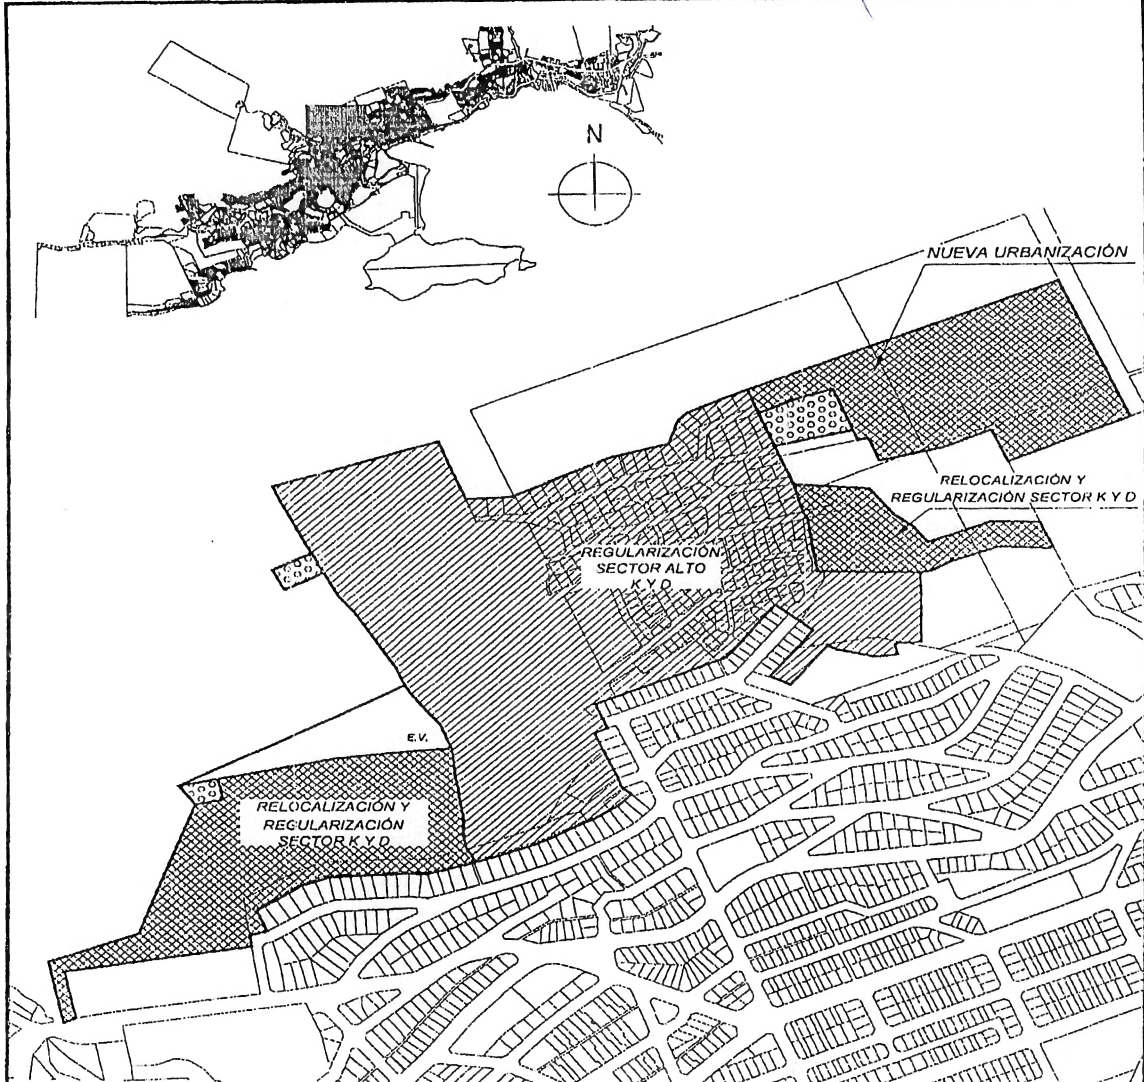 N
NUEVA URBANIZACIÓN
RELOCALIZACIÓN Y
REGULARIZACIÓN SECTOR K Y D
REGULARIZACIÓN
SECTOR ALTO
K Y D
E.V.
RELOCALIZACIÓN Y
REGULARIZACIÓN
SECTOR K Y D